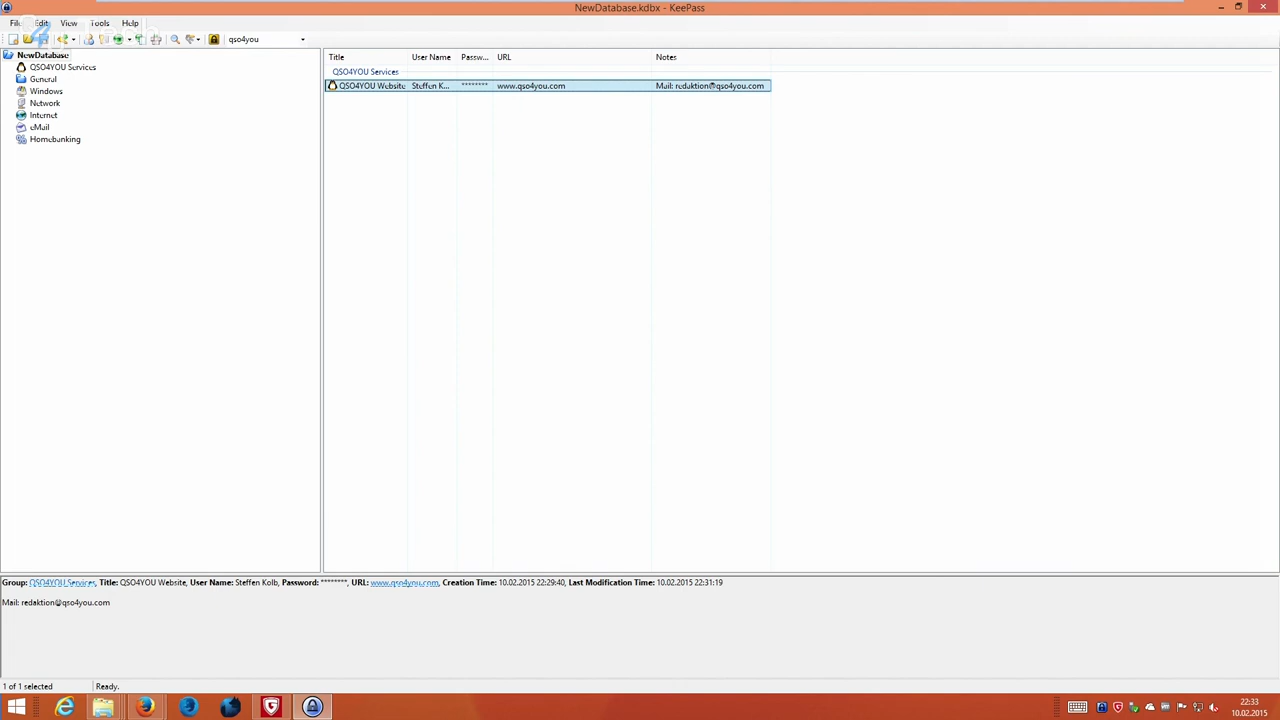 NewDatabase.kdbx - KeePass
File Edit View Tools Help
qso4you
NewDatabase
QSO4YOU Services
General
Windows
Network
Internet
eMail
Homebanking
Title User Name Passw... URL Notes
QSO4YOU Services
QSO4YOU Website Steffen K... ******** www.qso4you.com Mail: redaktion@qso4you.com
Group: QSO4YOU Services, Title: QSO4YOU Website, User Name: Steffen Kolb, Password: ********, URL: www.qso4you.com, Creation Time: 10.02.2015 22:29:40, Last Modification Time: 10.02.2015 22:31:19
Mail: redaktion@qso4you.com
1 of 1 selected Ready.
22:33
10.02.2015